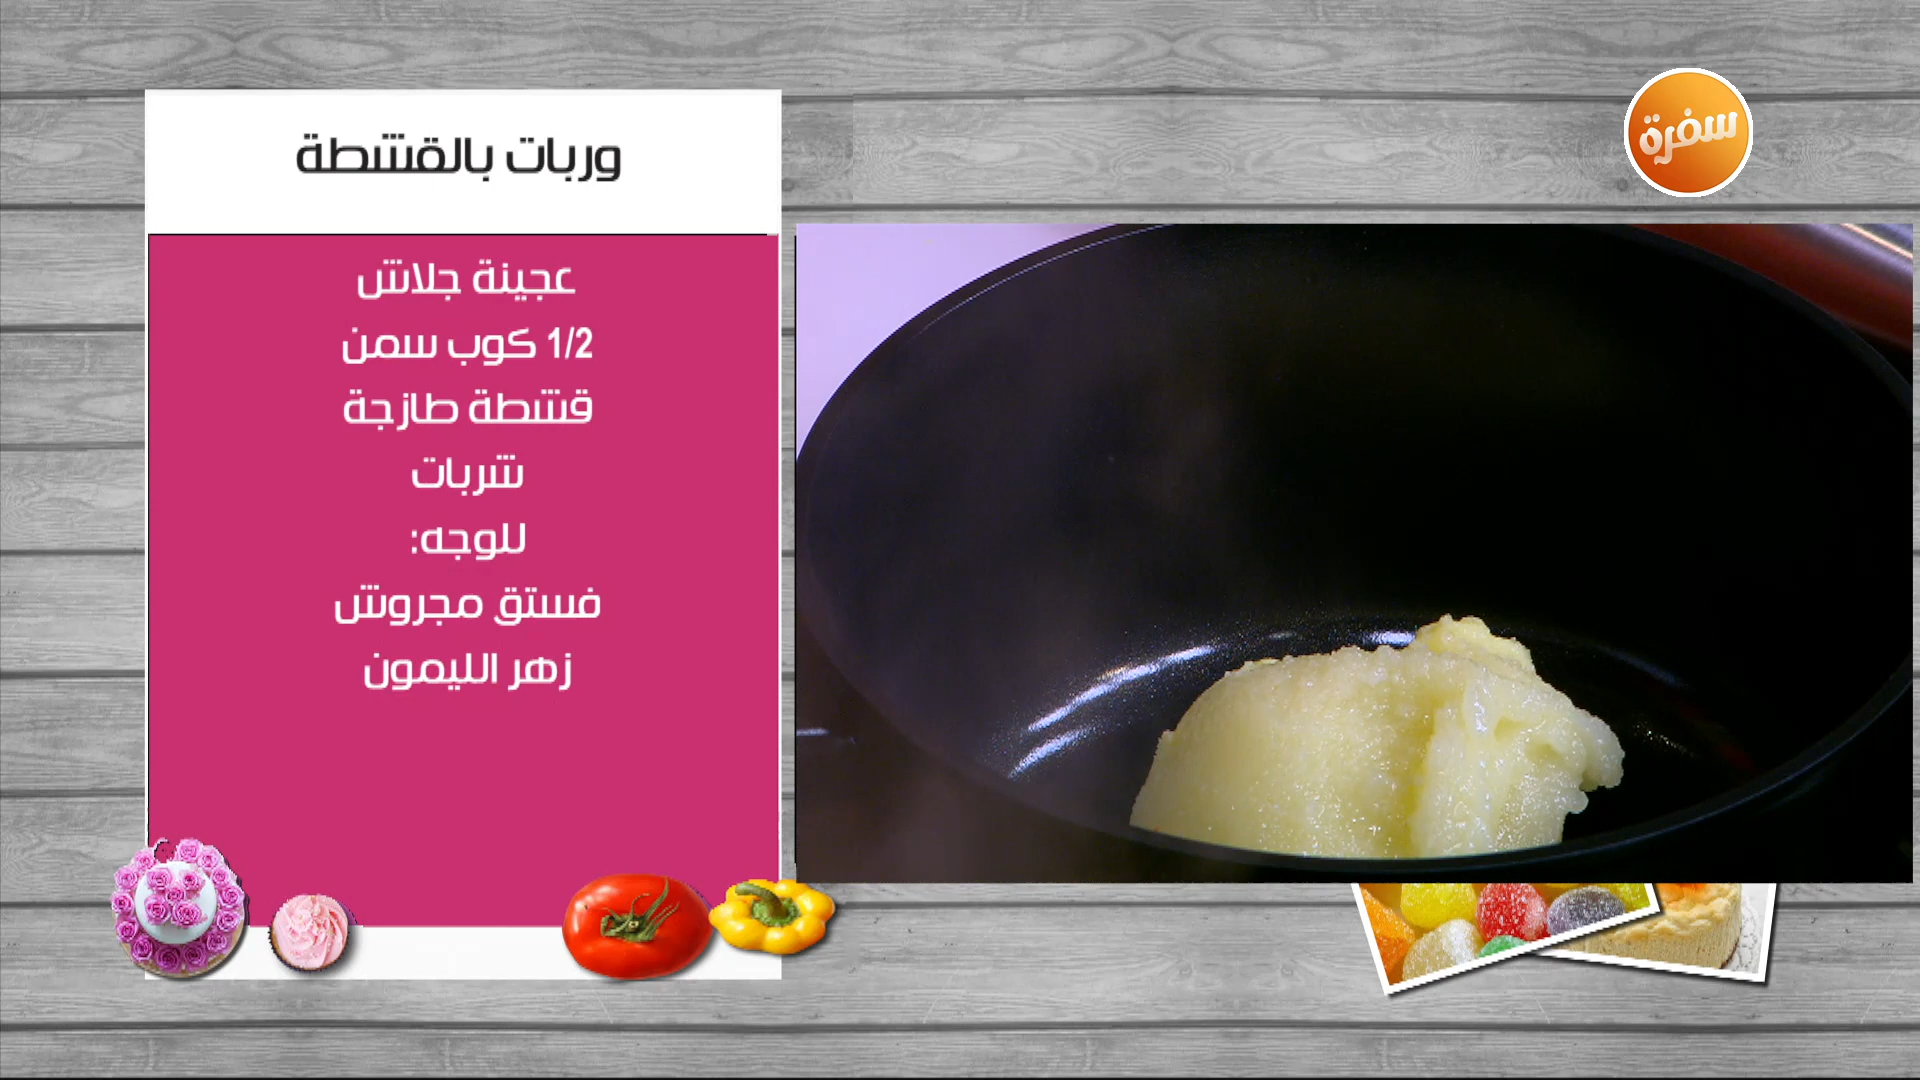 سفرة
وربات بالقشطة
عجينة جلاش
1/2 كوب سمن
قشطة طازجة
شربات
للوجه:
فستق مجروش
زهر الليمون